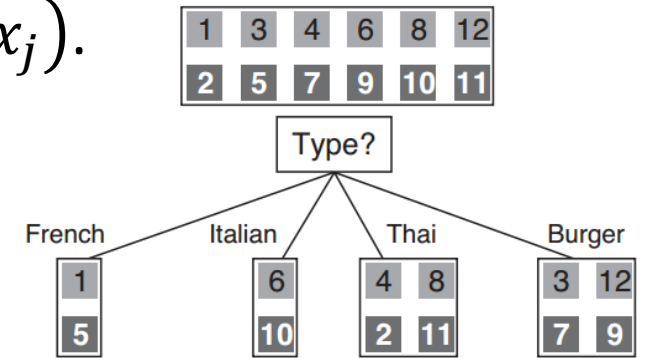 x_j).
1 3 4 6 8 12
2 5 7 9 10 11
Type?
French Italian Thai Burger
1 6 4 8 3 12
5 10 2 11 7 9